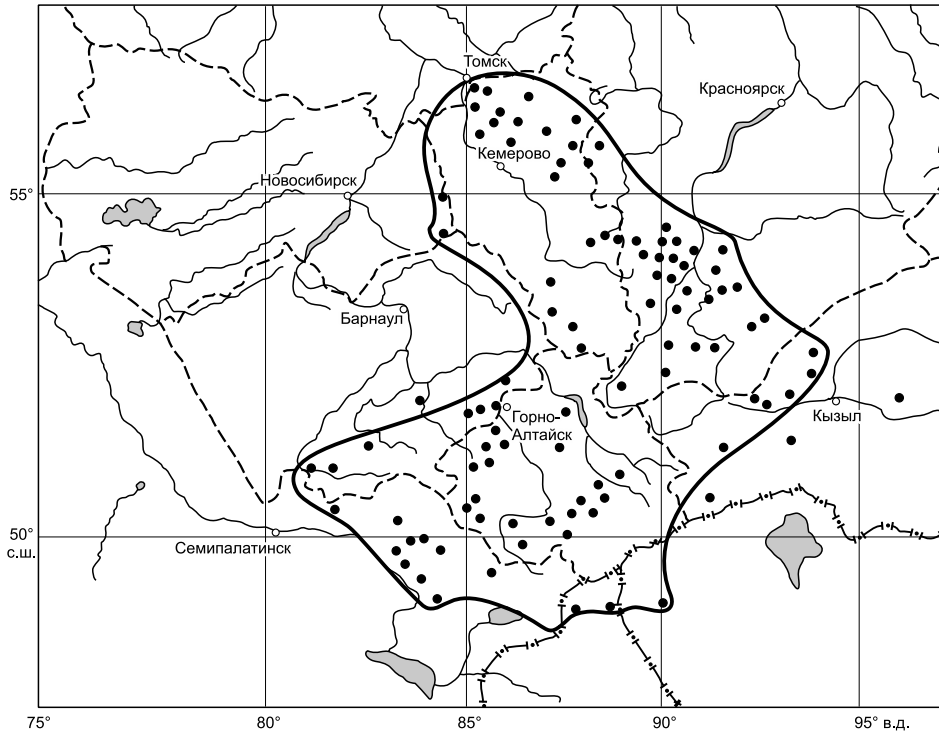 Томск
Красноярск
Кемерово
55°
Новосибирск
Барнаул
Горно-
Алтайск
Кызыл
50°
с.ш.
Семипалатинск
75°
80°
85°
90°
95° в.д.